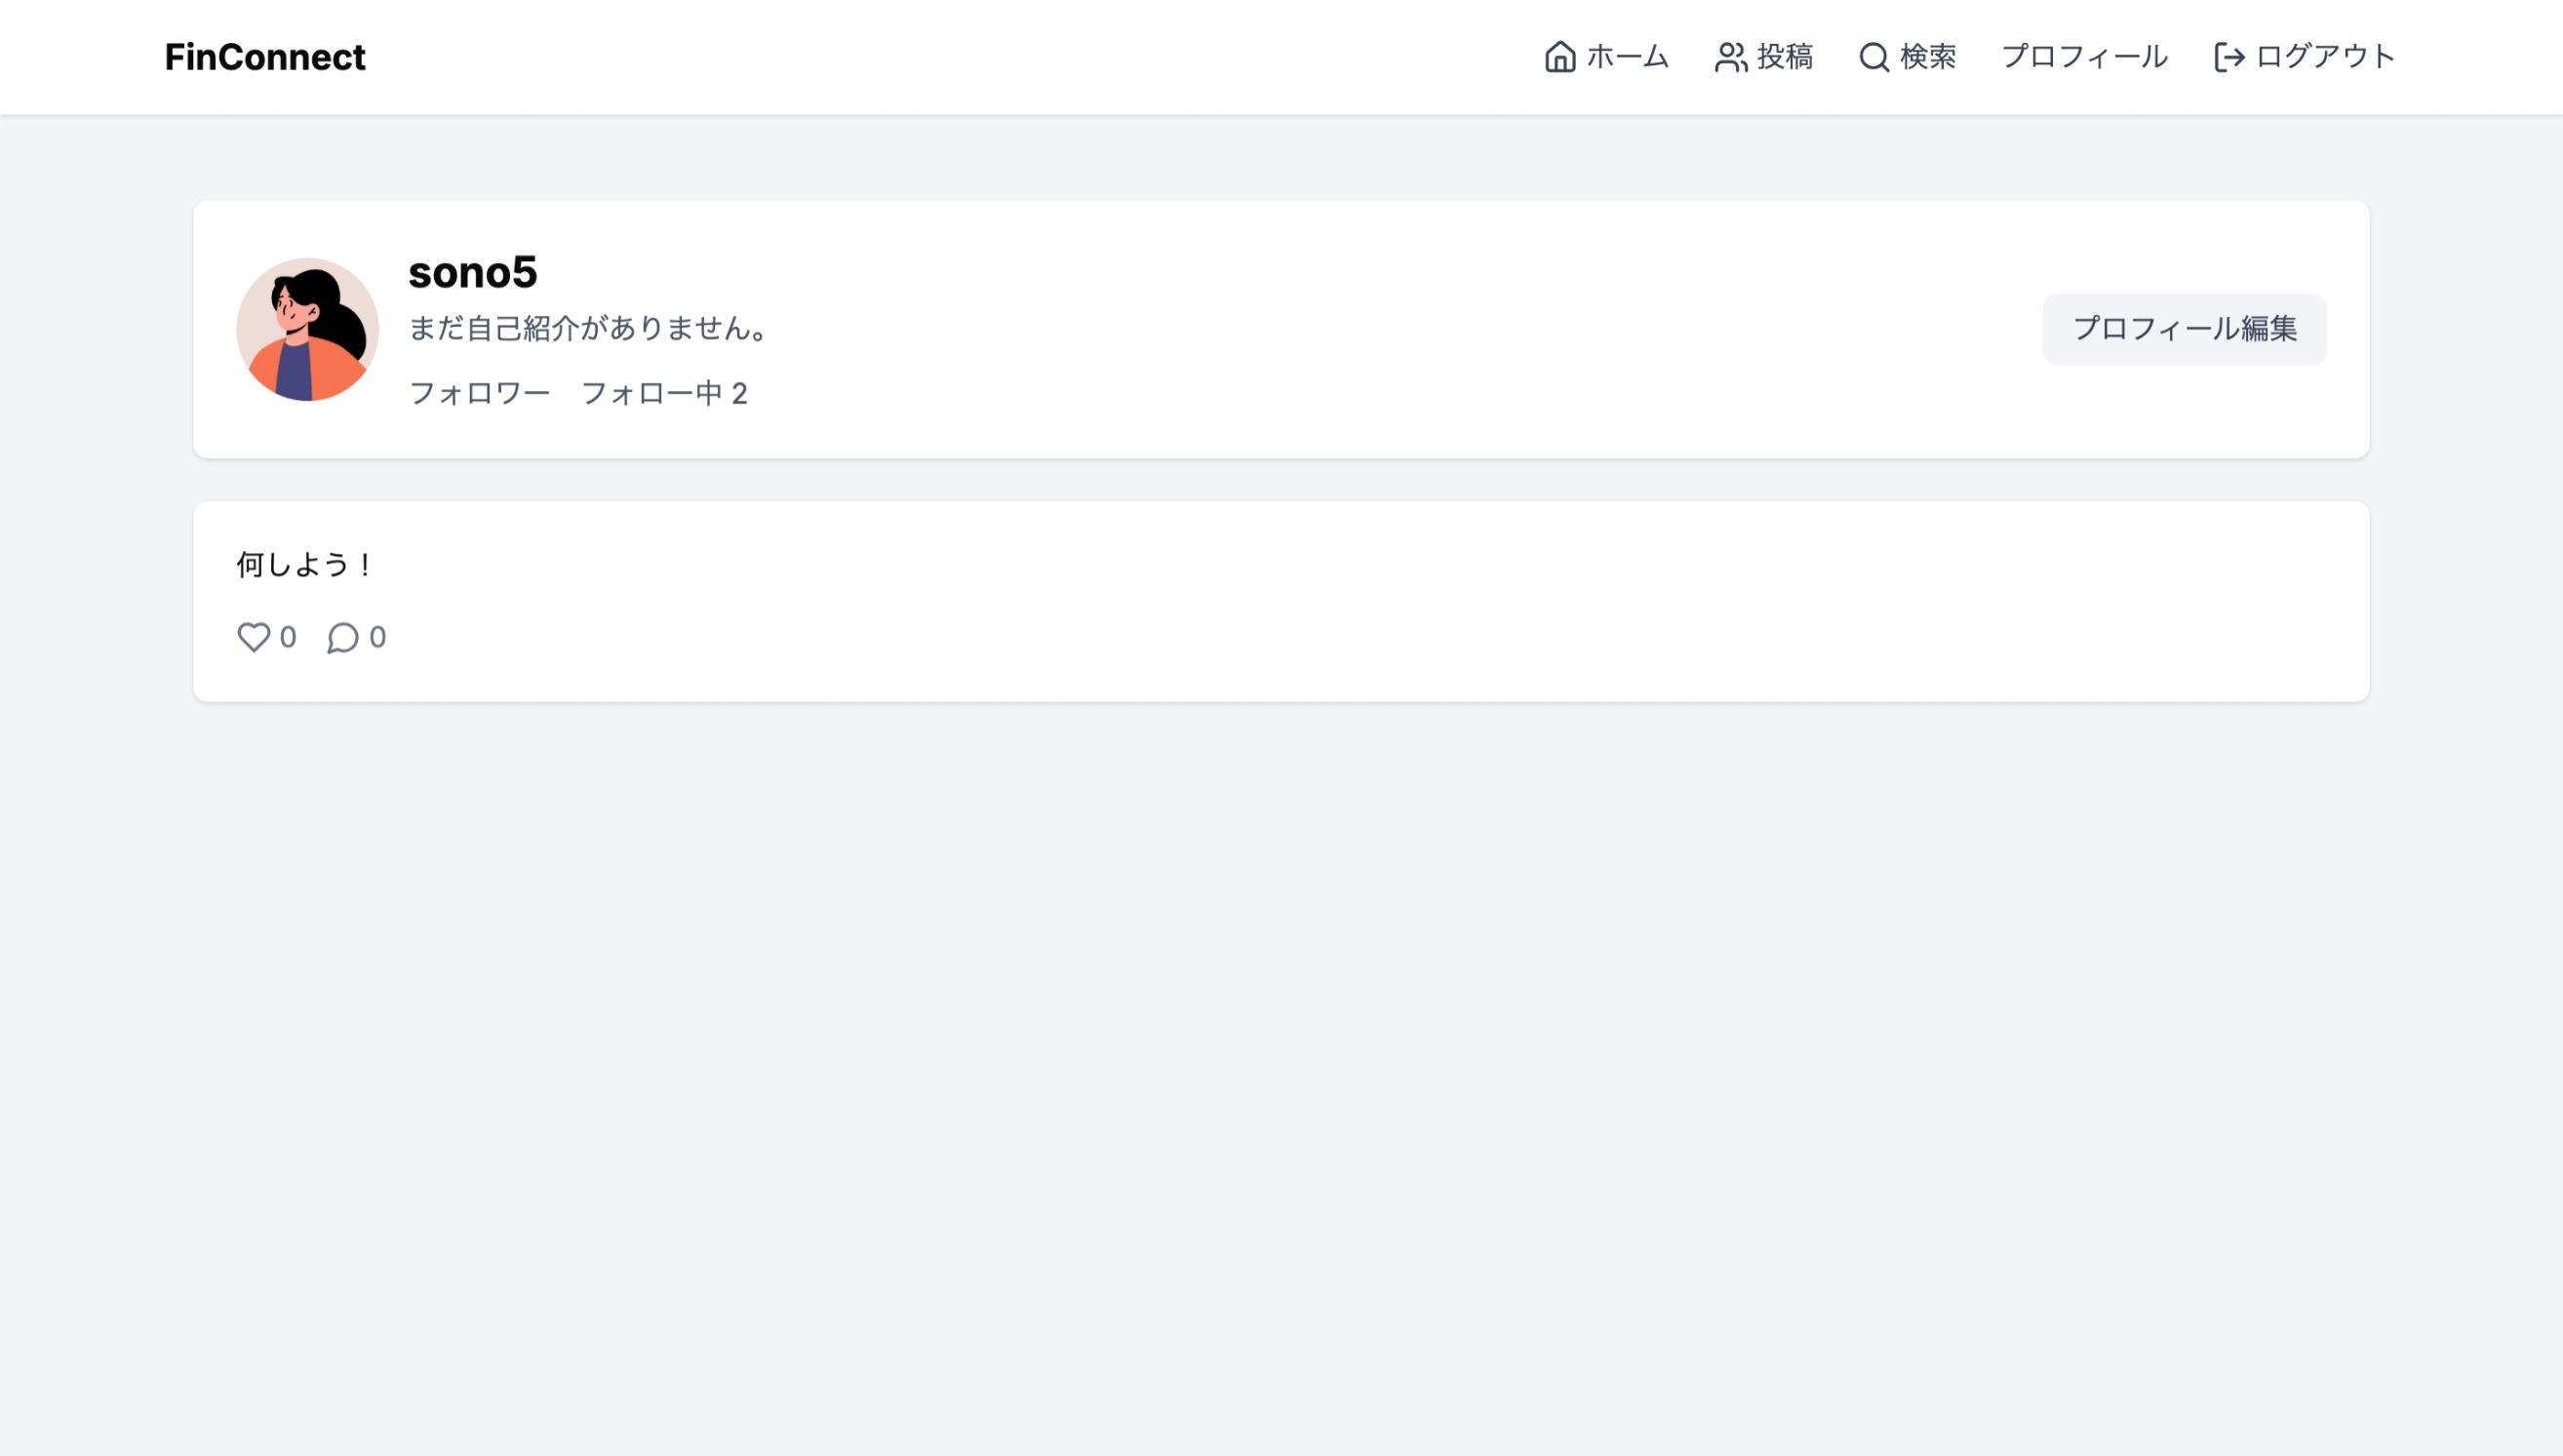 FinConnect
ホーム 投稿 検索 プロフィール ログアウト
sono5
まだ自己紹介がありません。
プロフィール編集
フォロワー フォロー中 2
何しよう！
0 0